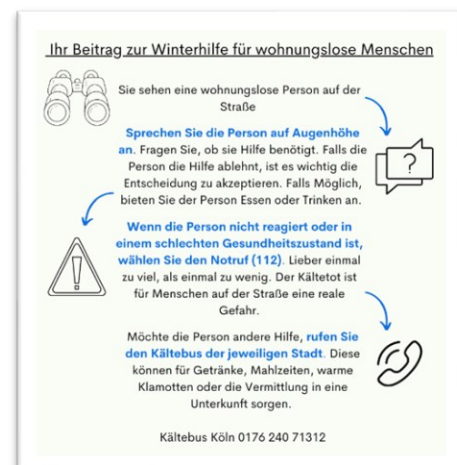 Ihr Beitrag zur Winterhilfe für wohnungslose Menschen
Sie sehen eine wohnungslose Person auf der
Straße
Sprechen Sie die Person auf Augenhöhe
an. Fragen Sie, ob sie Hilfe benötigt. Falls die
Person die Hilfe ablehnt, ist es wichtig die
Entscheidung zu akzeptieren. Falls Möglich,
bieten Sie der Person Essen oder Trinken an.
?
Wenn die Person nicht reagiert oder in
einem schlechten Gesundheitszustand ist,
wählen Sie den Notruf (112). Lieber einmal
zu viel, als einmal zu wenig. Der Kältetot ist
für Menschen auf der Straße eine reale
Gefahr.
Möchte die Person andere Hilfe, rufen Sie
den Kältebus der jeweiligen Stadt. Diese
können für Getränke, Mahlzeiten, warme
Klamotten oder die Vermittlung in eine
Unterkunft sorgen.
Kältebus Köln 0176 240 71312